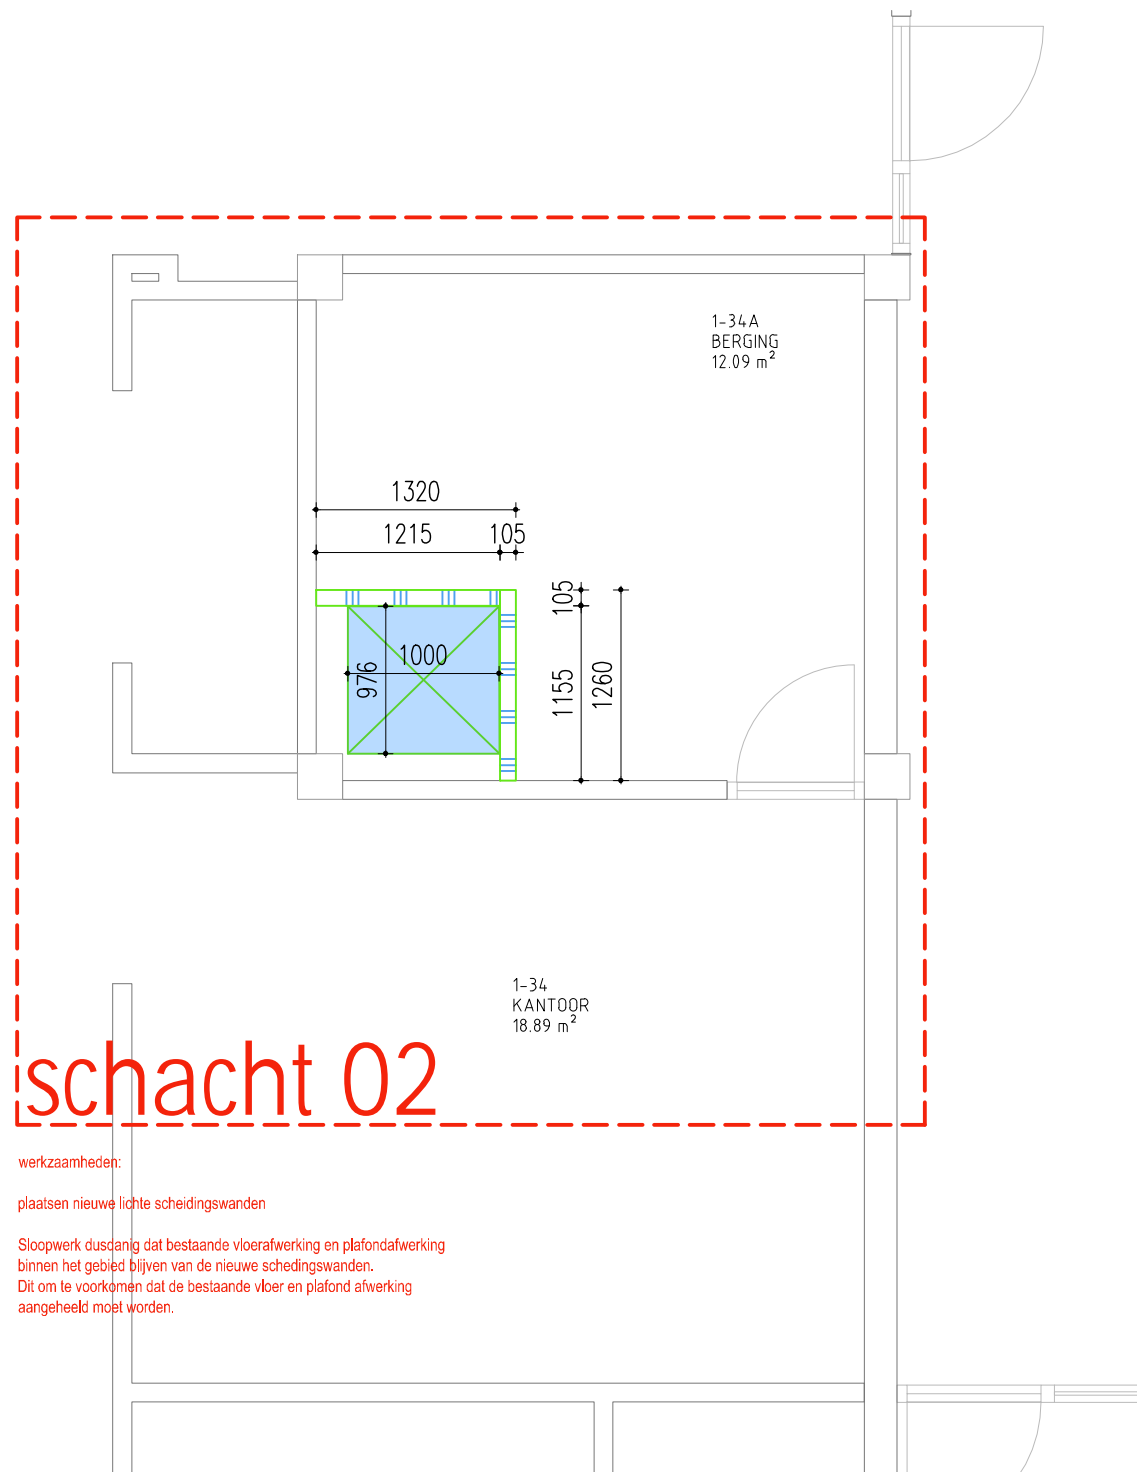 1-34A
BERGING
12.09 m²
1320
1215
105
105
1000
976
1155
1260
1-34
KANTOOR
18.89 m²
schacht 02
werkzaamheden:
plaatsen nieuwe lichte scheidingswanden
Sloopwerk dusdanig dat bestaande vloerafwerking en plafondafwerking
binnen het gebied blijven van de nieuwe schedingswanden.
Dit om te voorkomen dat de bestaande vloer en plafond afwerking
aangeheeld moet worden.